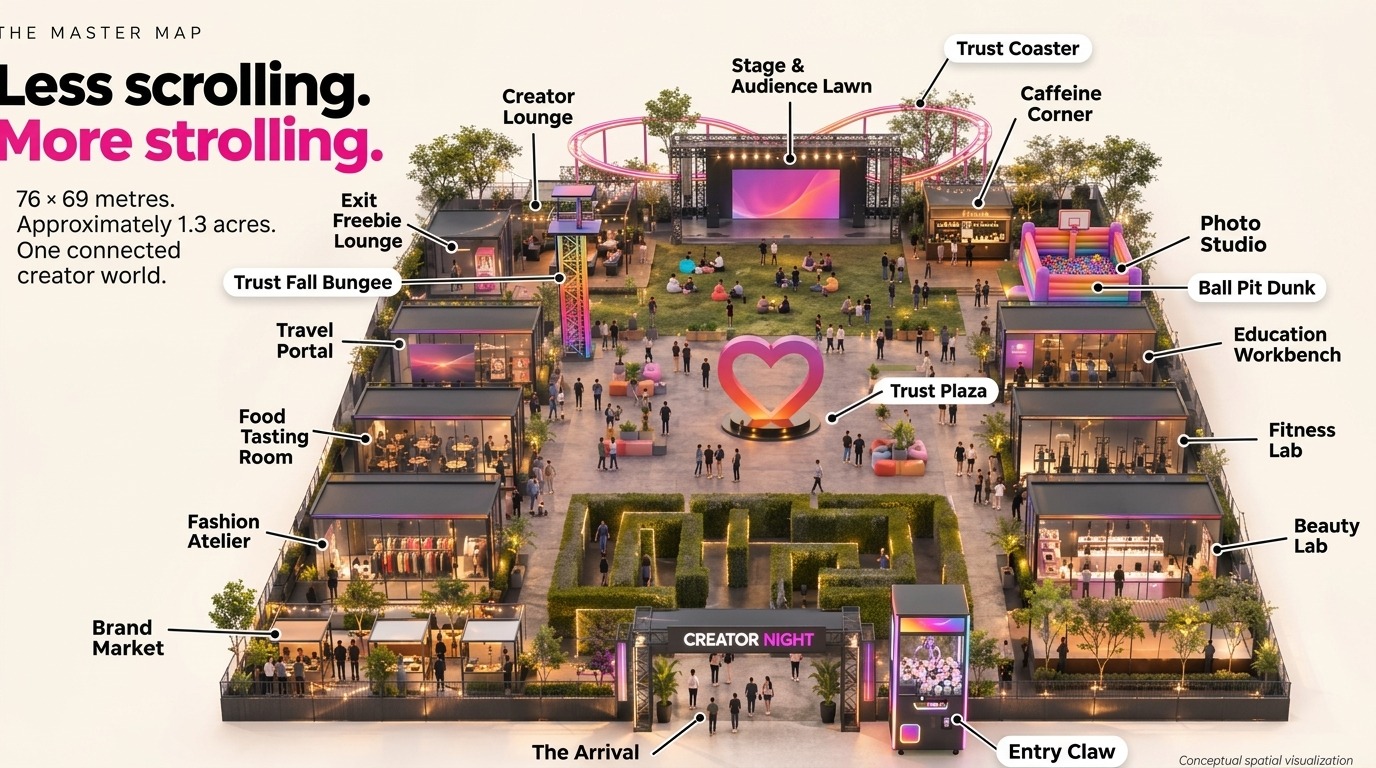 THE MASTER MAP
Less scrolling.
More strolling.
76 × 69 metres.
Approximately 1.3 acres.
One connected
creator world.
Trust Coaster
Stage &
Audience Lawn
Caffeine
Corner
Creator
Lounge
Exit
Freebie
Lounge
Photo
Studio
Trust Fall Bungee
Ball Pit Dunk
Travel
Portal
Education
Workbench
Trust Plaza
Food
Tasting
Room
Fitness
Lab
Fashion
Atelier
Beauty
Lab
Brand
Market
CREATOR NIGHT
The Arrival
Entry Claw
Conceptual spatial visualization